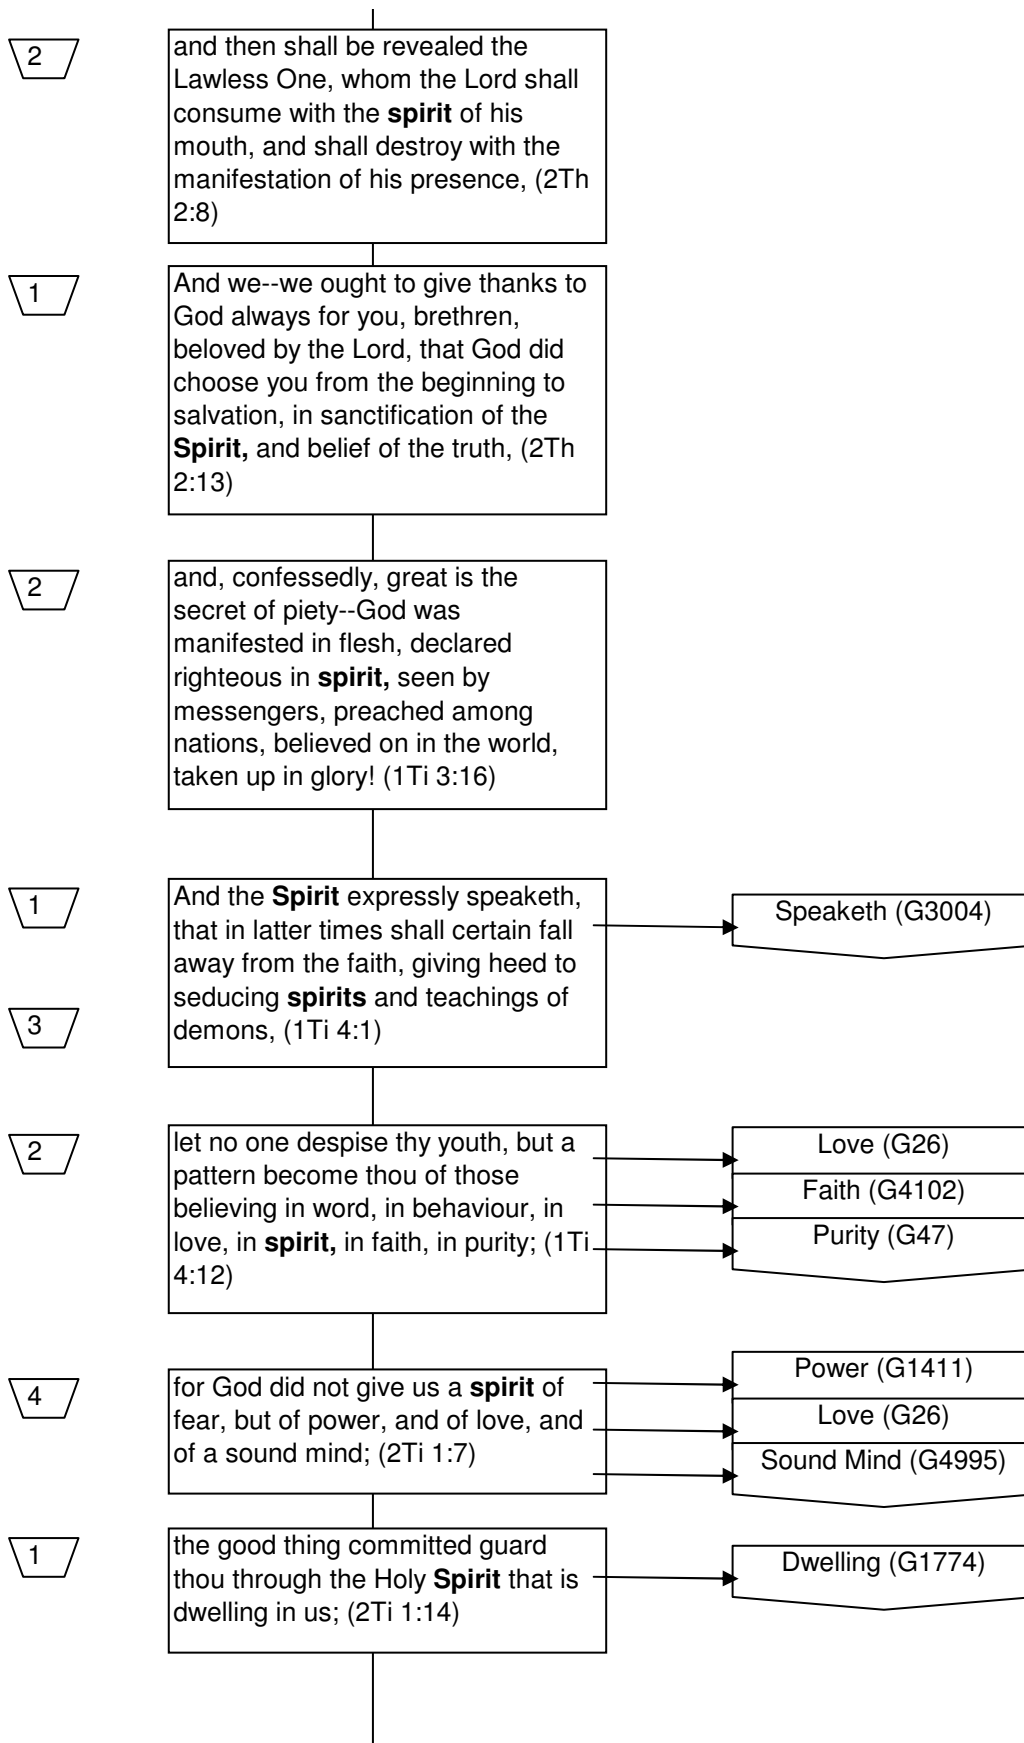 2
and then shall be revealed the
Lawless One, whom the Lord shall
consume with the spirit of his
mouth, and shall destroy with the
manifestation of his presence, (2Th
2:8)
1
And we--we ought to give thanks to
God always for you, brethren,
beloved by the Lord, that God did
choose you from the beginning to
salvation, in sanctification of the
Spirit, and belief of the truth, (2Th
2:13)
2
and, confessedly, great is the
secret of piety--God was
manifested in flesh, declared
righteous in spirit, seen by
messengers, preached among
nations, believed on in the world,
taken up in glory! (1Ti 3:16)
1
3
And the Spirit expressly speaketh,
that in latter times shall certain fall
away from the faith, giving heed to
seducing spirits and teachings of
demons, (1Ti 4:1)
Speaketh (G3004)
2
let no one despise thy youth, but a
pattern become thou of those
believing in word, in behaviour, in
love, in spirit, in faith, in purity; (1Ti
4:12)
Love (G26)
Faith (G4102)
Purity (G47)
4
for God did not give us a spirit of
fear, but of power, and of love, and
of a sound mind; (2Ti 1:7)
Power (G1411)
Love (G26)
Sound Mind (G4995)
1
the good thing committed guard
thou through the Holy Spirit that is
dwelling in us; (2Ti 1:14)
Dwelling (G1774)